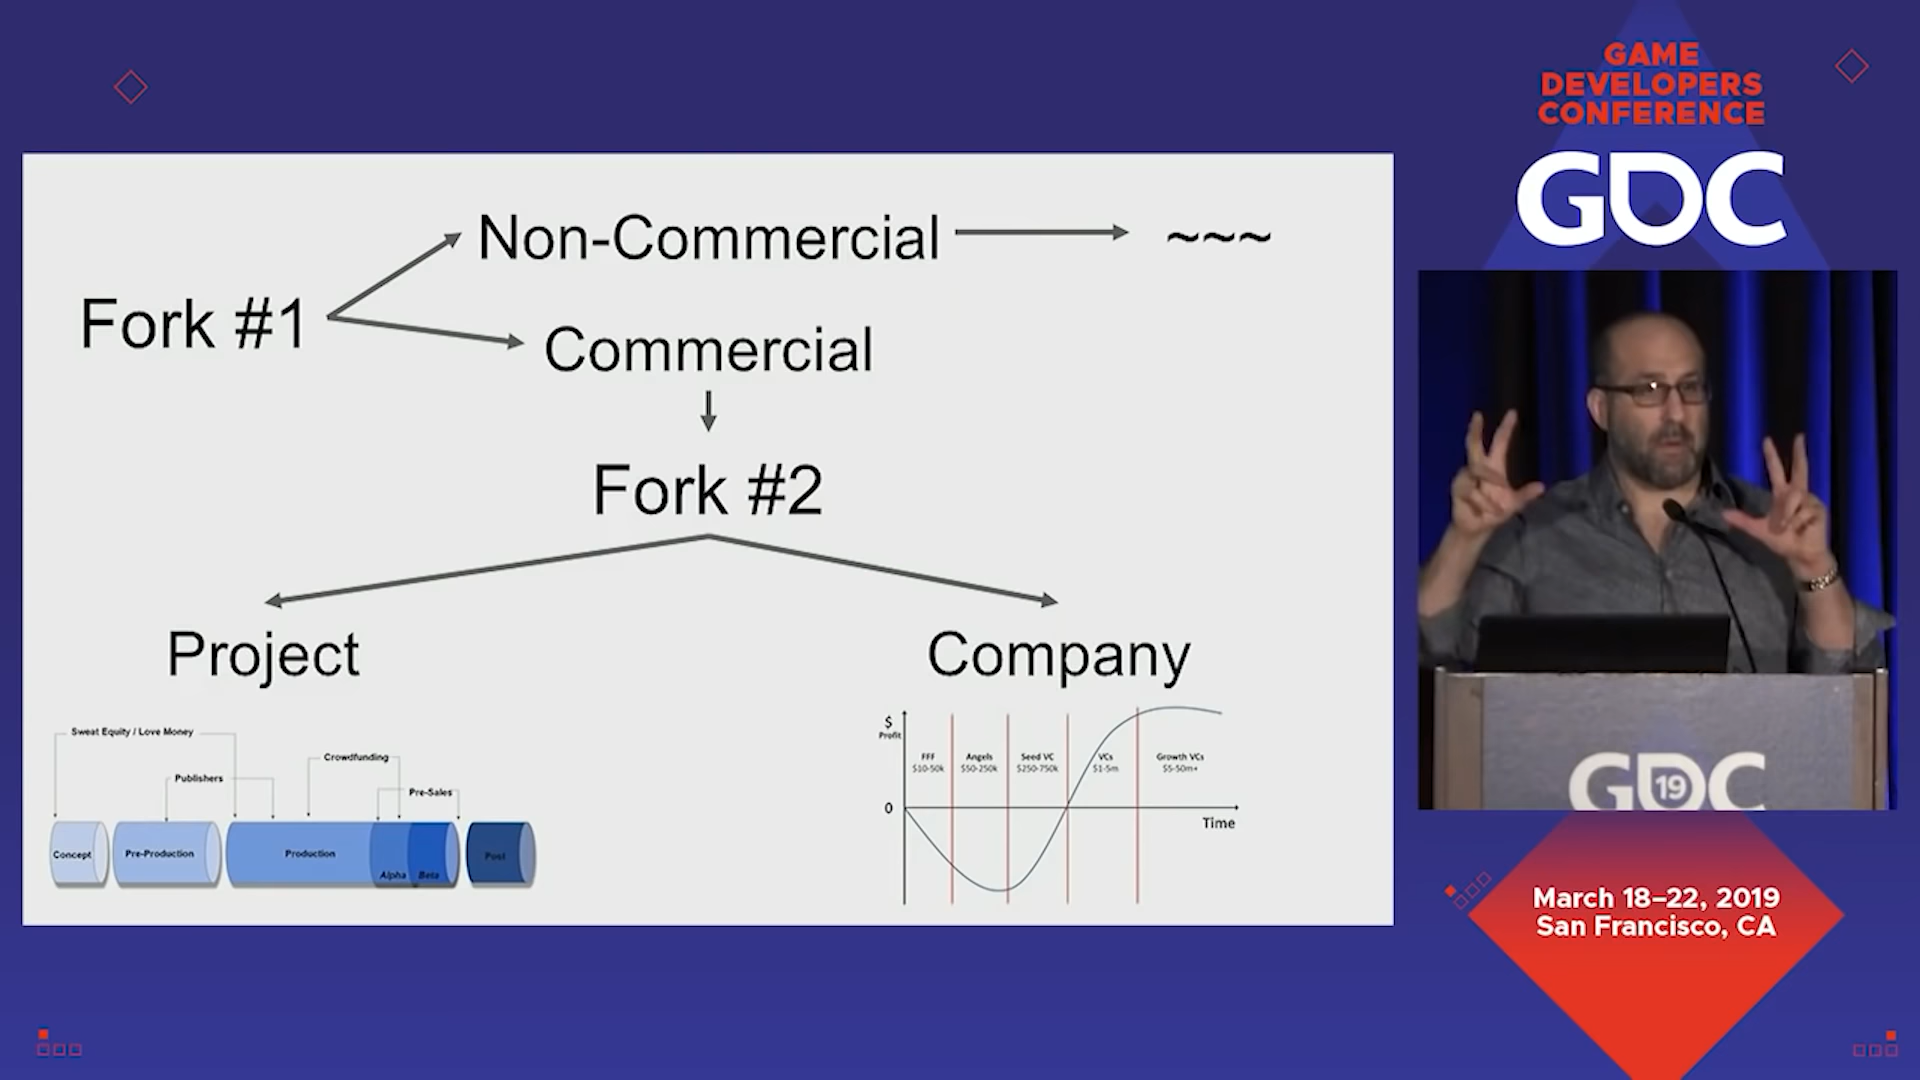 GAME
DEVELOPERS
CONFERENCE
GDC
Non-Commercial
~~~
Fork #1
Commercial
Fork #2
Project
Company
Sweat Equity / Love Money
Crowdfunding
Publishers
Pre-Sales
Concept
Pre-Production
Production
Alpha
Beta
Post
$
Profit
FFF
$10-50k
Angels
$50-250k
Seed VC
$250-750k
VCs
$1-5m
Growth VCs
$5-50m+
0
Time
GDC
19
March 18–22, 2019
San Francisco, CA